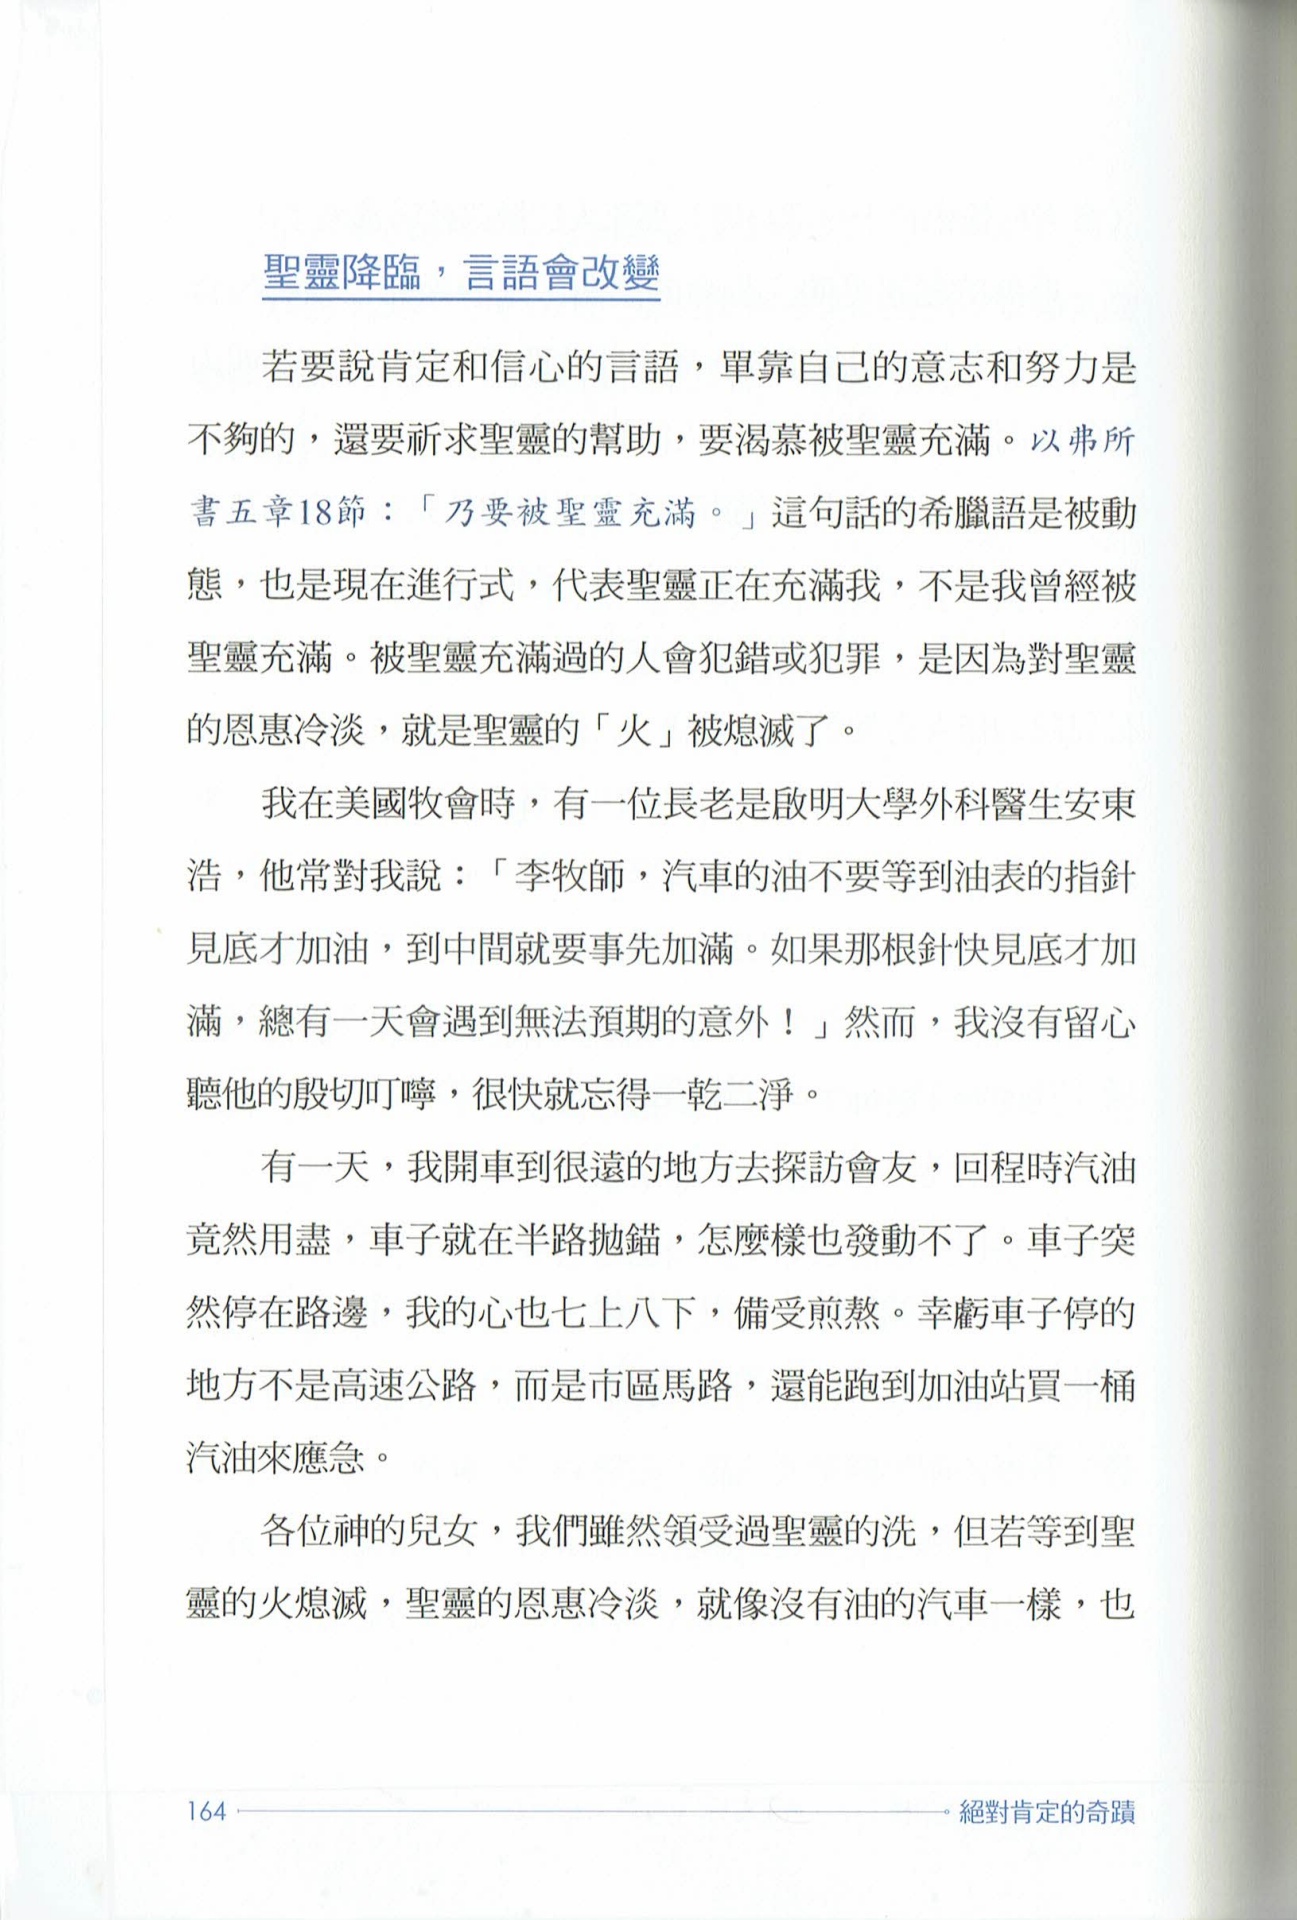 聖靈降臨，言語會改變
若要說肯定和信心的言語，單靠自己的意志和努力是
不夠的，還要祈求聖靈的幫助，要渴慕被聖靈充滿。以弗所
書五章18節：「乃要被聖靈充滿。」這句話的希臘語是被動
態，也是現在進行式，代表聖靈正在充滿我，不是我曾經被
聖靈充滿。被聖靈充滿過的人會犯錯或犯罪，是因為對聖靈
的恩惠冷淡，就是聖靈的「火」被熄滅了。
我在美國牧會時，有一位長老是啟明大學外科醫生安東
浩，他常對我說：「李牧師，汽車的油不要等到油表的指針
見底才加油，到中間就要事先加滿。如果那根針快見底才加
滿，總有一天會遇到無法預期的意外！」然而，我沒有留心
聽他的殷切叮嚀，很快就忘得一乾二淨。
有一天，我開車到很遠的地方去探訪會友，回程時汽油
竟然用盡，車子就在半路拋錨，怎麼樣也發動不了。車子突
然停在路邊，我的心也七上八下，備受煎熬。幸虧車子停的
地方不是高速公路，而是市區馬路，還能跑到加油站買一桶
汽油來應急。
各位神的兒女，我們雖然領受過聖靈的洗，但若等到聖
靈的火熄滅，聖靈的恩惠冷淡，就像沒有油的汽車一樣，也
164 絕對肯定的奇蹟